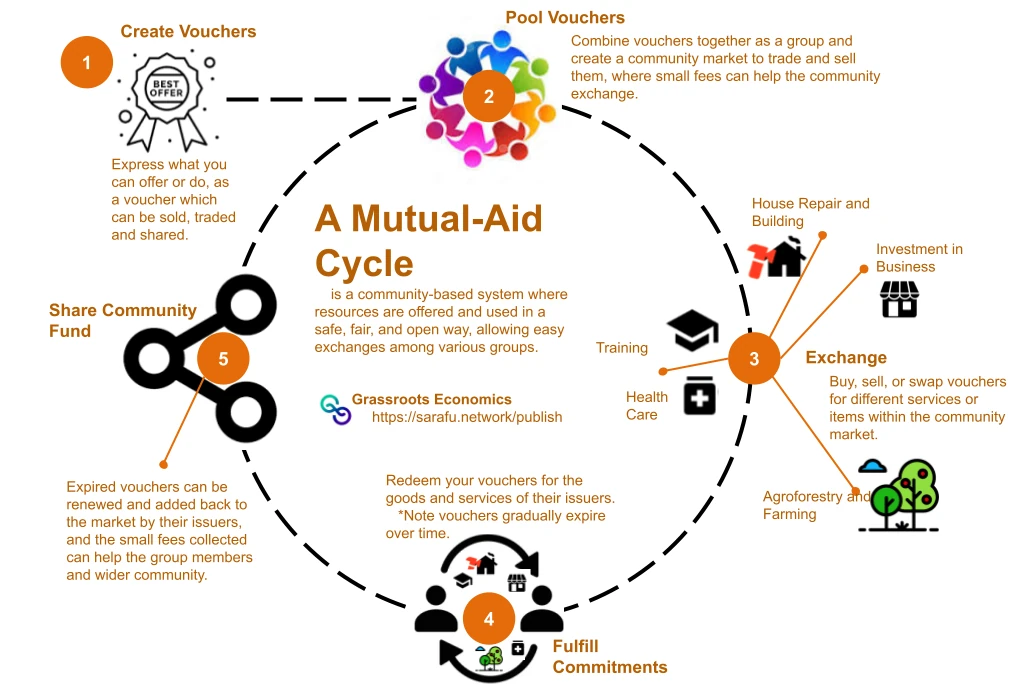 Create Vouchers
1
BEST
OFFER
Express what you
can offer or do, as
a voucher which
can be sold, traded
and shared.
Pool Vouchers
2
Combine vouchers together as a group and
create a community market to trade and sell
them, where small fees can help the community
exchange.
A Mutual-Aid
Cycle
is a community-based system where
resources are offered and used in a
safe, fair, and open way, allowing easy
exchanges among various groups.
Grassroots Economics
https://sarafu.network/publish
House Repair and
Building
Investment in
Business
Training
Health
Care
3
Exchange
Buy, sell, or swap vouchers
for different services or
items within the community
market.
Agroforestry and
Farming
Redeem your vouchers for the
goods and services of their issuers.
*Note vouchers gradually expire
over time.
4
Fulfill
Commitments
Share Community
Fund
5
Expired vouchers can be
renewed and added back to
the market by their issuers,
and the small fees collected
can help the group members
and wider community.